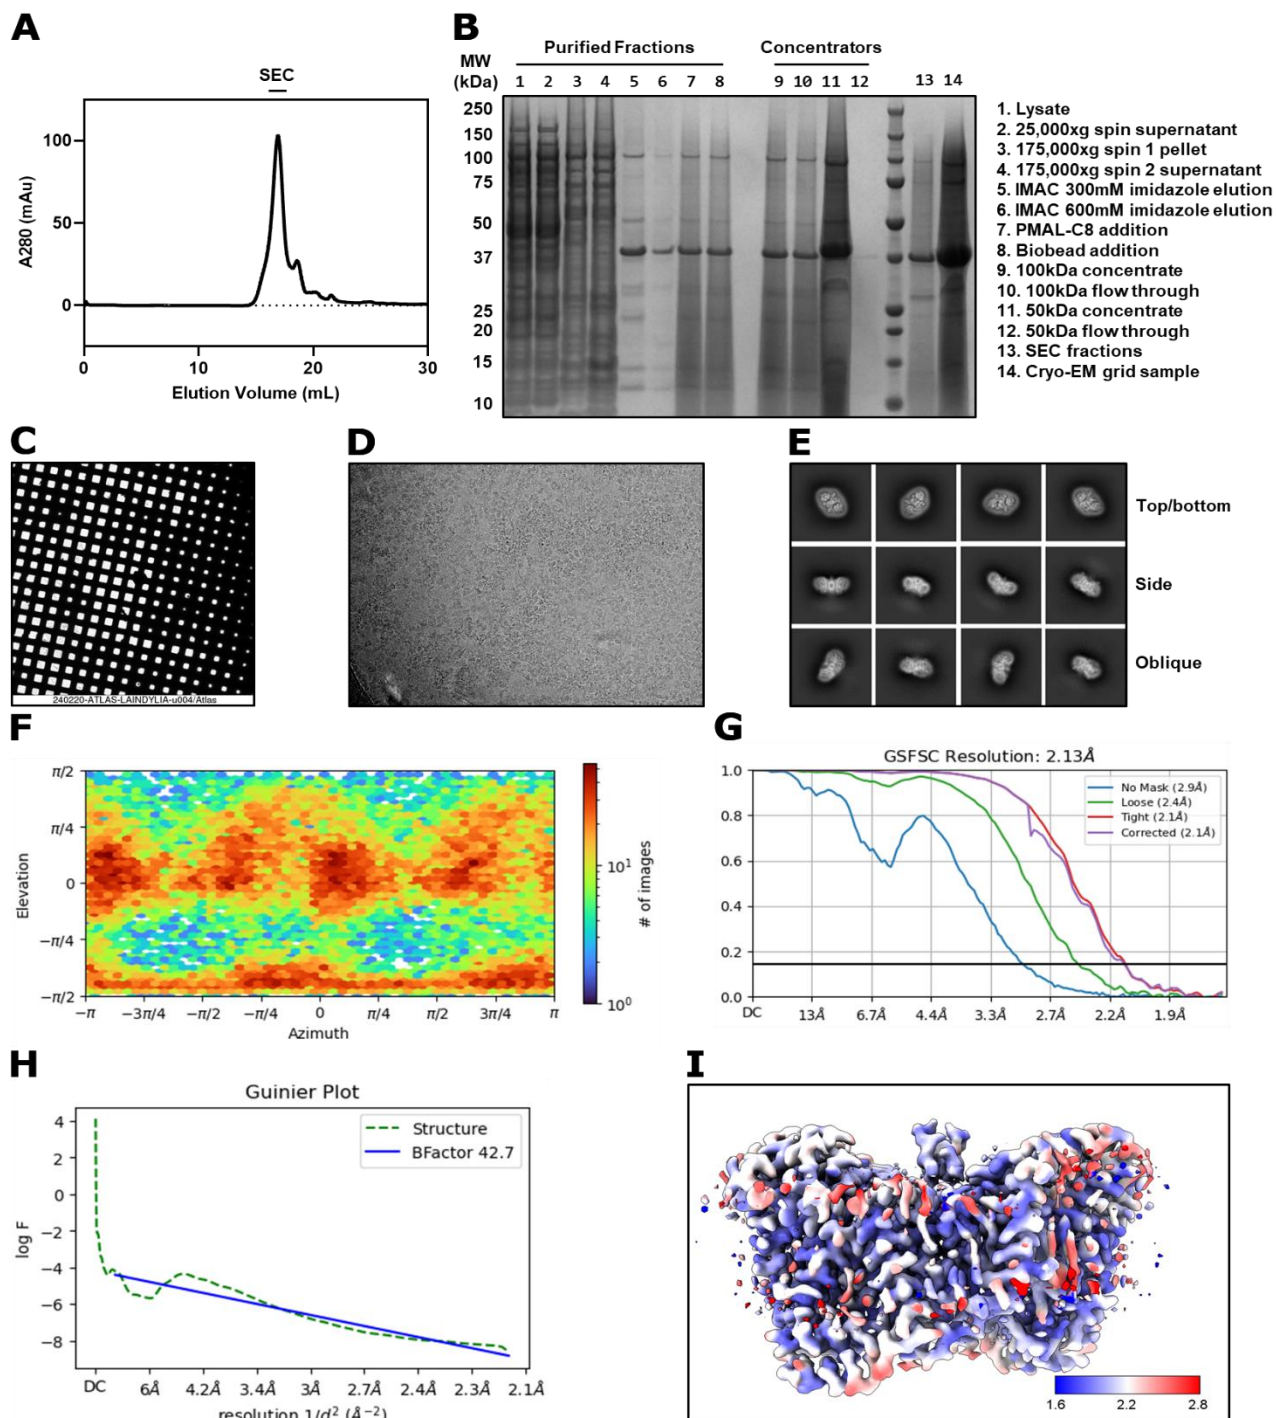 A
SEC
A280 (mAu)
100
50
0
0 10 20 30
Elution Volume (mL)
B
Purified Fractions Concentrators
MW
(kDa)
1 2 3 4 5 6 7 8 9 10 11 12 13 14
250
150
100
75
50
37
25
20
15
10
1. Lysate
2. 25,000xg spin supernatant
3. 175,000xg spin 1 pellet
4. 175,000xg spin 2 supernatant
5. IMAC 300mM imidazole elution
6. IMAC 600mM imidazole elution
7. PMAL-C8 addition
8. Biobead addition
9. 100kDa concentrate
10. 100kDa flow through
11. 50kDa concentrate
12. 50kDa flow through
13. SEC fractions
14. Cryo-EM grid sample
C
240220-ATLAS-LAINDYLIA-u004/Atlas
D
E
Top/bottom
Side
Oblique
F
Elevation
π/2
π/4
0
−π/4
−π/2
−π −3π/4 −π/2 −π/4 0 π/4 π/2 3π/4 π
Azimuth
10¹
10⁰
# of images
G
GSFSC Resolution: 2.13Å
1.0
0.8
0.6
0.4
0.2
0.0
No Mask (2.9Å)
Loose (2.4Å)
Tight (2.1Å)
Corrected (2.1Å)
DC 13Å 6.7Å 4.4Å 3.3Å 2.7Å 2.2Å 1.9Å
H
Guinier Plot
log F
4
2
0
−2
−4
−6
−8
Structure
BFactor 42.7
DC 6Å 4.2Å 3.4Å 3Å 2.7Å 2.4Å 2.3Å 2.1Å
resolution 1/d² (Å⁻²)
I
1.6 2.2 2.8